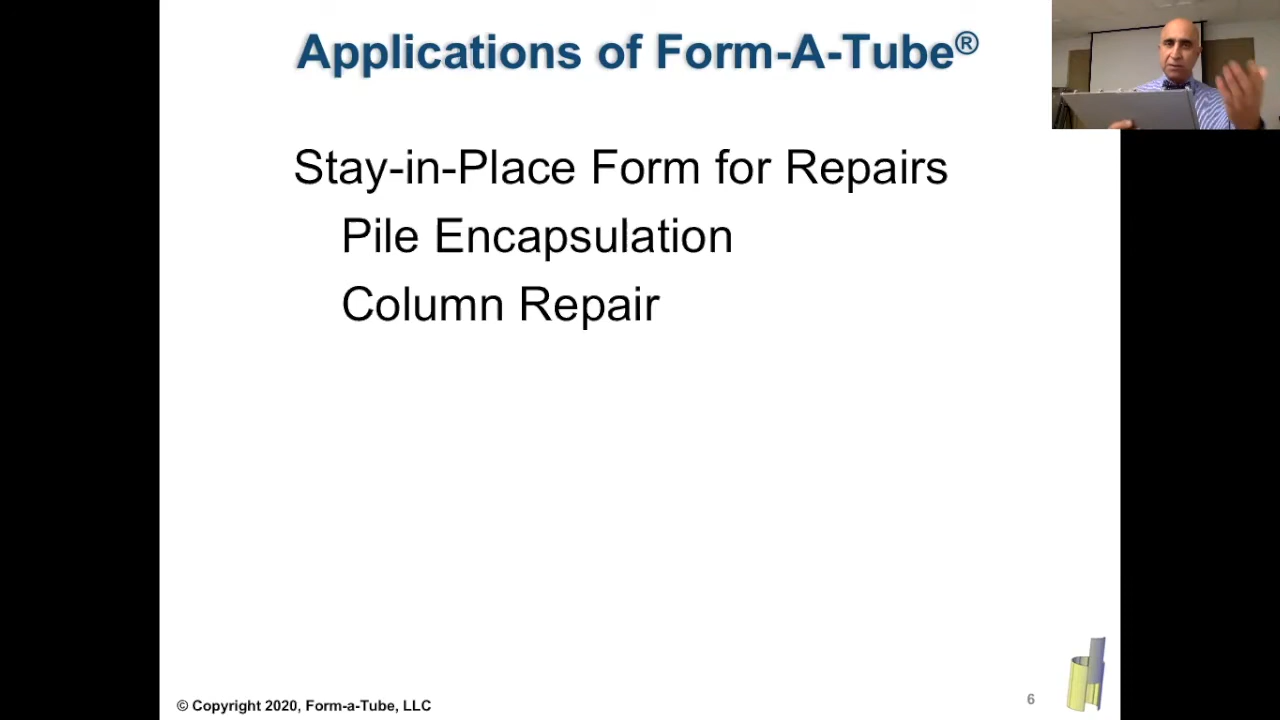 Applications of Form-A-Tube®
Stay-in-Place Form for Repairs
Pile Encapsulation
Column Repair
© Copyright 2020, Form-a-Tube, LLC
6